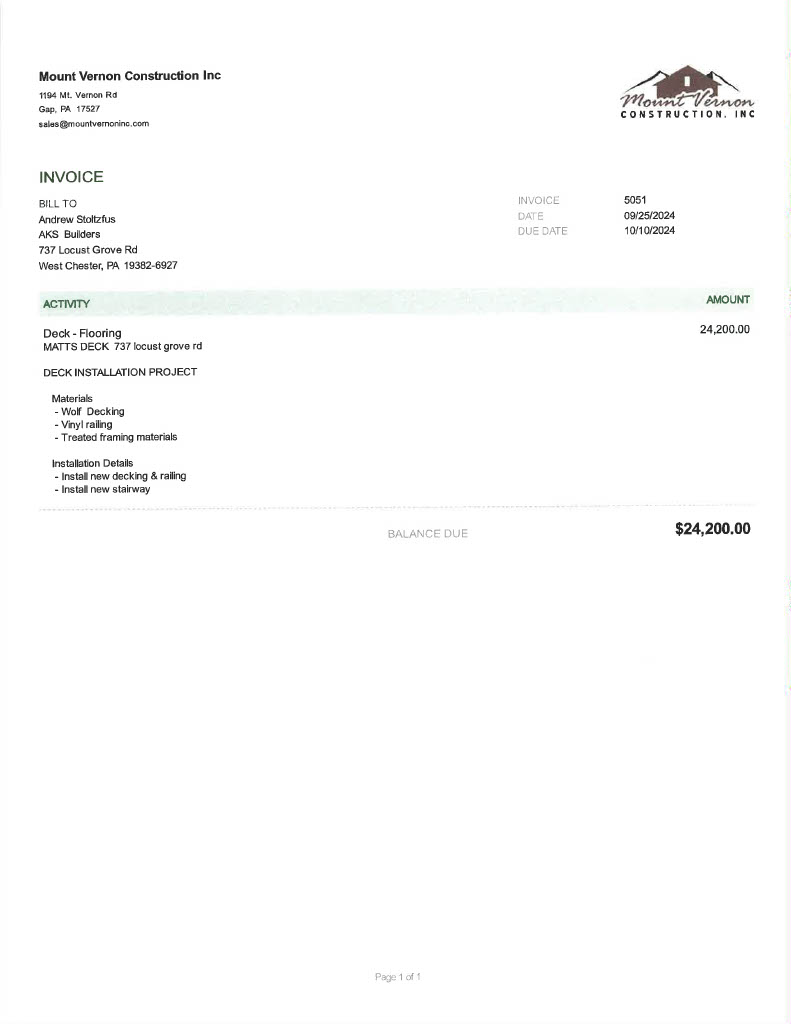 Mount Vernon Construction Inc
1194 Mt. Vernon Rd
Gap, PA 17527
sales@mountvernoninc.com
Mount Vernon
CONSTRUCTION, INC
INVOICE
BILL TO
Andrew Stoltzfus
AKS Builders
737 Locust Grove Rd
West Chester, PA 19382-6927
INVOICE 5051
DATE 09/25/2024
DUE DATE 10/10/2024
ACTIVITY AMOUNT
Deck - Flooring 24,200.00
MATTS DECK 737 locust grove rd
DECK INSTALLATION PROJECT
Materials
- Wolf Decking
- Vinyl railing
- Treated framing materials
Installation Details
- Install new decking & railing
- Install new stairway
BALANCE DUE $24,200.00
Page 1 of 1